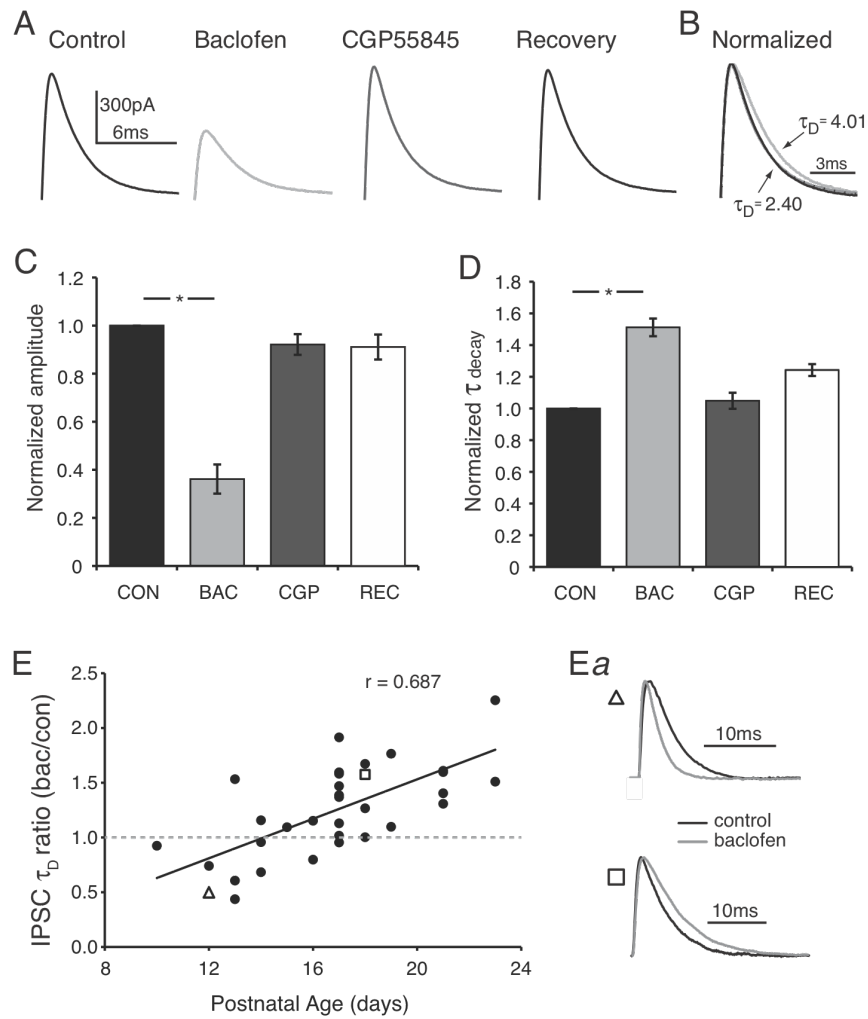 A
Control
Baclofen
CGP55845
Recovery
300pA
6ms
B
Normalized
τD= 4.01
3ms
τD= 2.40
C
Normalized amplitude
1.2
1.0
0.8
0.6
0.4
0.2
0
*
CON
BAC
CGP
REC
D
Normalized τ decay
1.8
1.6
1.4
1.2
1.0
0.8
0.6
0.4
0.2
0
*
CON
BAC
CGP
REC
E
IPSC τD ratio (bac/con)
2.5
2.0
1.5
1.0
0.5
0.0
r = 0.687
8
12
16
20
24
Postnatal Age (days)
Ea
10ms
control
baclofen
10ms